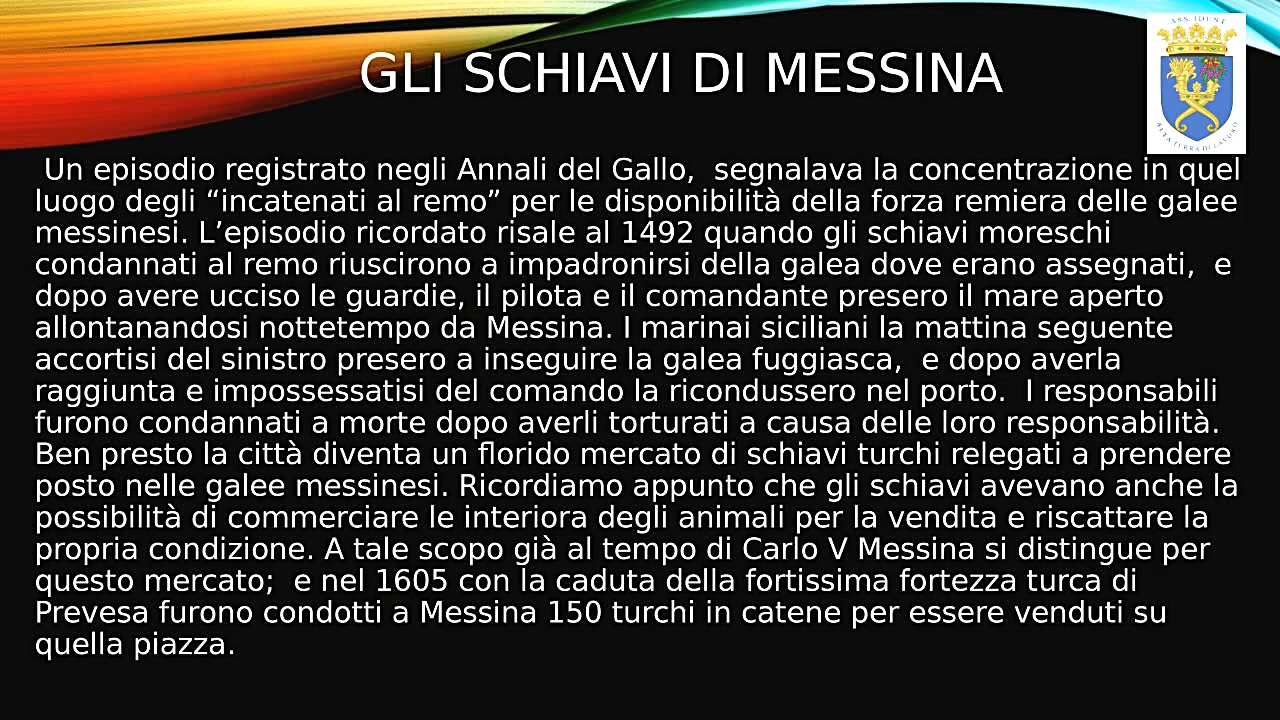 ASS. IDENT
GLI SCHIAVI DI MESSINA
ALTA TERRA DI LAVORO
Un episodio registrato negli Annali del Gallo,  segnalava la concentrazione in quel
luogo degli “incatenati al remo” per le disponibilità della forza remiera delle galee
messinesi. L’episodio ricordato risale al 1492 quando gli schiavi moreschi
condannati al remo riuscirono a impadronirsi della galea dove erano assegnati,  e
dopo avere ucciso le guardie, il pilota e il comandante presero il mare aperto
allontanandosi nottetempo da Messina. I marinai siciliani la mattina seguente
accortisi del sinistro presero a inseguire la galea fuggiasca,  e dopo averla
raggiunta e impossessatisi del comando la ricondussero nel porto.  I responsabili
furono condannati a morte dopo averli torturati a causa delle loro responsabilità.
Ben presto la città diventa un florido mercato di schiavi turchi relegati a prendere
posto nelle galee messinesi. Ricordiamo appunto che gli schiavi avevano anche la
possibilità di commerciare le interiora degli animali per la vendita e riscattare la
propria condizione. A tale scopo già al tempo di Carlo V Messina si distingue per
questo mercato;  e nel 1605 con la caduta della fortissima fortezza turca di
Prevesa furono condotti a Messina 150 turchi in catene per essere venduti su
quella piazza.